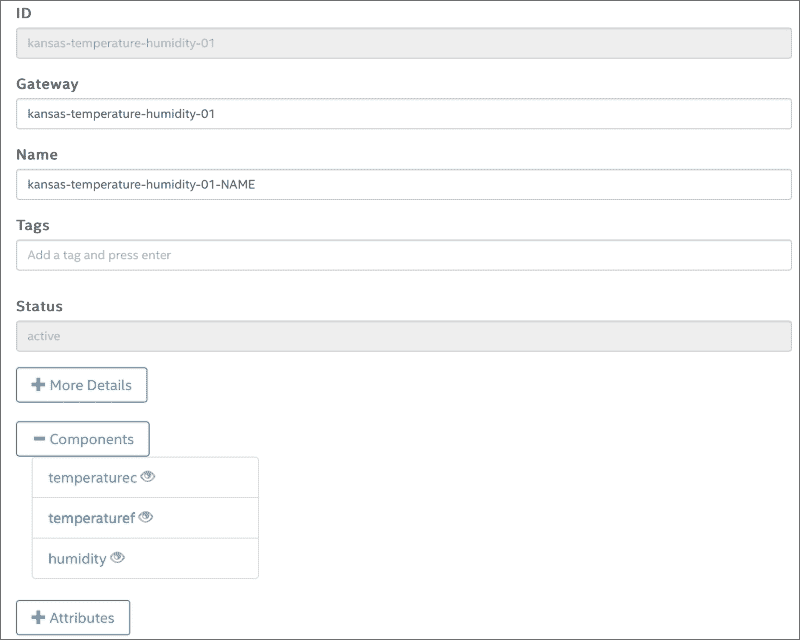 ID
kansas-temperature-humidity-01
Gateway
kansas-temperature-humidity-01
Name
kansas-temperature-humidity-01-NAME
Tags
Add a tag and press enter
Status
active
More Details
Components
temperaturec
temperaturef
humidity
Attributes